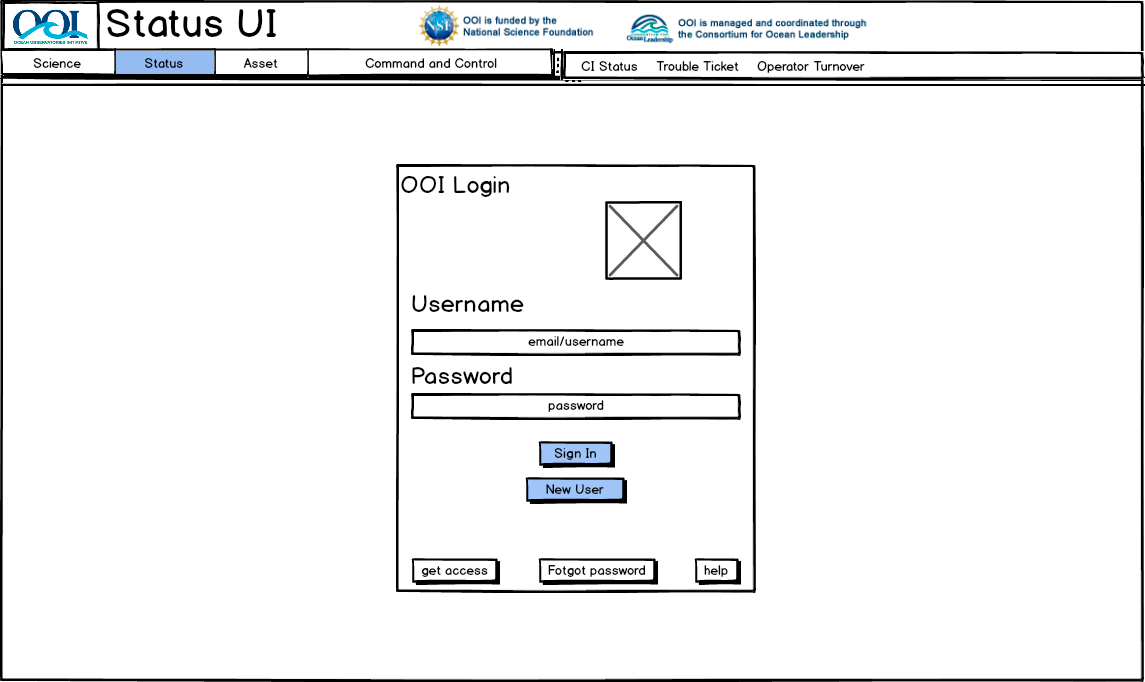 OOI
OCEAN OBSERVATORIES INITIATIVE
Status UI
NSF
OOI is funded by the
National Science Foundation
Ocean Leadership
OOI is managed and coordinated through
the Consortium for Ocean Leadership
Science Status Asset Command and Control CI Status Trouble Ticket Operator Turnover
OOI Login
Username
email/username
Password
password
Sign In
New User
get access Fotgot password help